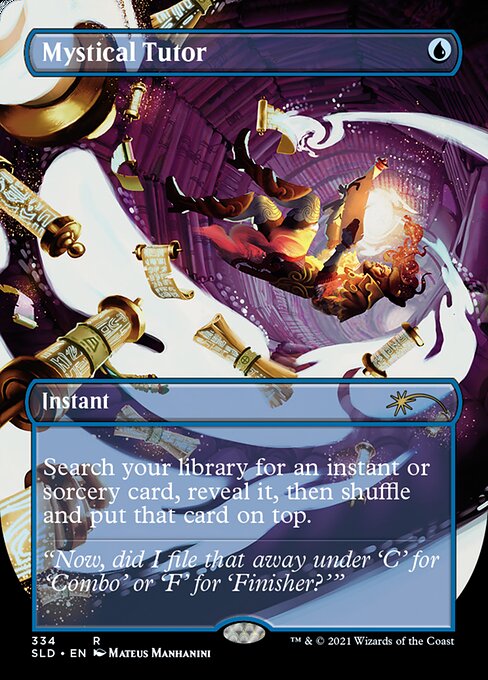 Mystical Tutor
Instant
Search your library for an instant or
sorcery card, reveal it, then shuffle
and put that card on top.
“Now, did I file that away under ‘C’ for
‘Combo’ or ‘F’ for ‘Finisher?’”
334 R
SLD • EN Mateus Manhanini
™ & © 2021 Wizards of the Coast